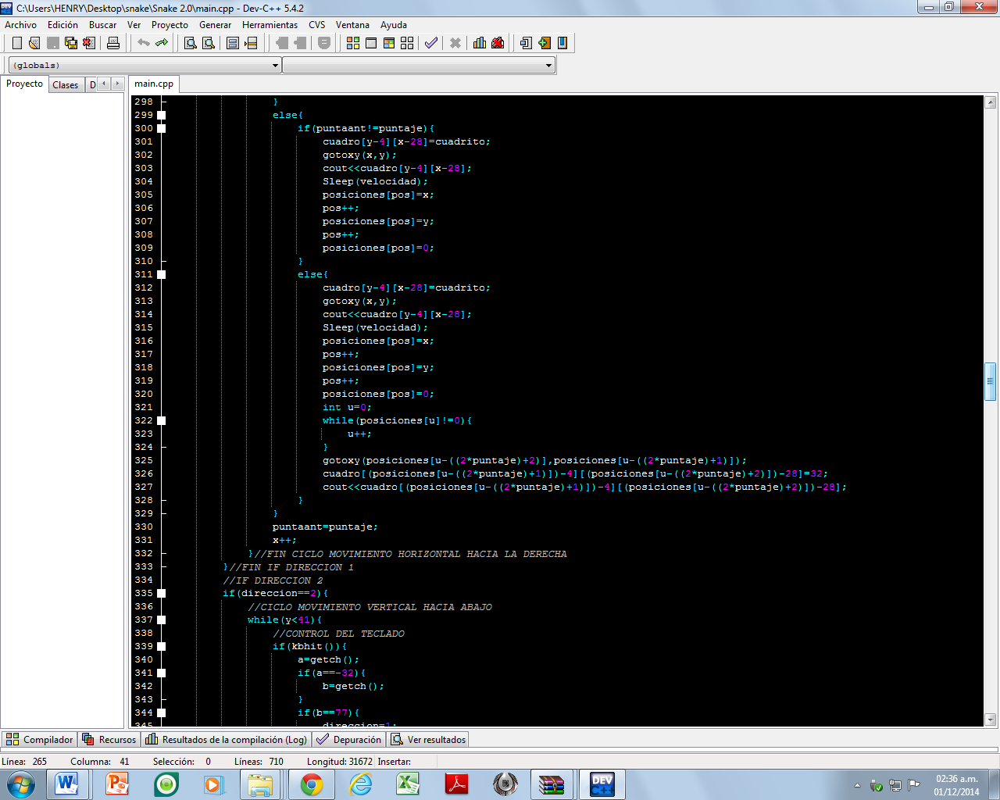 C:\Users\HENRY\Desktop\snake\Snake 2.0\main.cpp - Dev-C++ 5.4.2
Archivo Edición Buscar Ver Proyecto Generar Herramientas CVS Ventana Ayuda
(globals)
Proyecto Clases D main.cpp
298 }
299 else{
300 if(puntaant!=puntaje){
301 cuadro[y-4][x-28]=cuadrito;
302 gotoxy(x,y);
303 cout<<cuadro[y-4][x-28];
304 Sleep(velocidad);
305 posiciones[pos]=x;
306 pos++;
307 posiciones[pos]=y;
308 pos++;
309 posiciones[pos]=0;
310 }
311 else{
312 cuadro[y-4][x-28]=cuadrito;
313 gotoxy(x,y);
314 cout<<cuadro[y-4][x-28];
315 Sleep(velocidad);
316 posiciones[pos]=x;
317 pos++;
318 posiciones[pos]=y;
319 pos++;
320 posiciones[pos]=0;
321 int u=0;
322 while(posiciones[u]!=0){
323 u++;
324 }
325 gotoxy(posiciones[u-((2*puntaje)+2)],posiciones[u-((2*puntaje)+1)]);
326 cuadro[(posiciones[u-((2*puntaje)+1)])-4][(posiciones[u-((2*puntaje)+2)])-28]=32;
327 cout<<cuadro[(posiciones[u-((2*puntaje)+1)])-4][(posiciones[u-((2*puntaje)+2)])-28];
328 }
329 }
330 puntaant=puntaje;
331 x++;
332 }//FIN CICLO MOVIMIENTO HORIZONTAL HACIA LA DERECHA
333 }//FIN IF DIRECCION 1
334 //IF DIRECCION 2
335 if(direccion==2){
336 //CICLO MOVIMIENTO VERTICAL HACIA ABAJO
337 while(y<41){
338 //CONTROL DEL TECLADO
339 if(kbhit()){
340 a=getch();
341 if(a==-32){
342 b=getch();
343 }
344 if(b==77){
345 direccion=1;
Compilador Recursos Resultados de la compilación (Log) Depuración Ver resultados
Línea: 265 Columna: 41 Selección: 0 Líneas: 710 Longitud: 31672 Insertar:
02:36 a.m.
01/12/2014